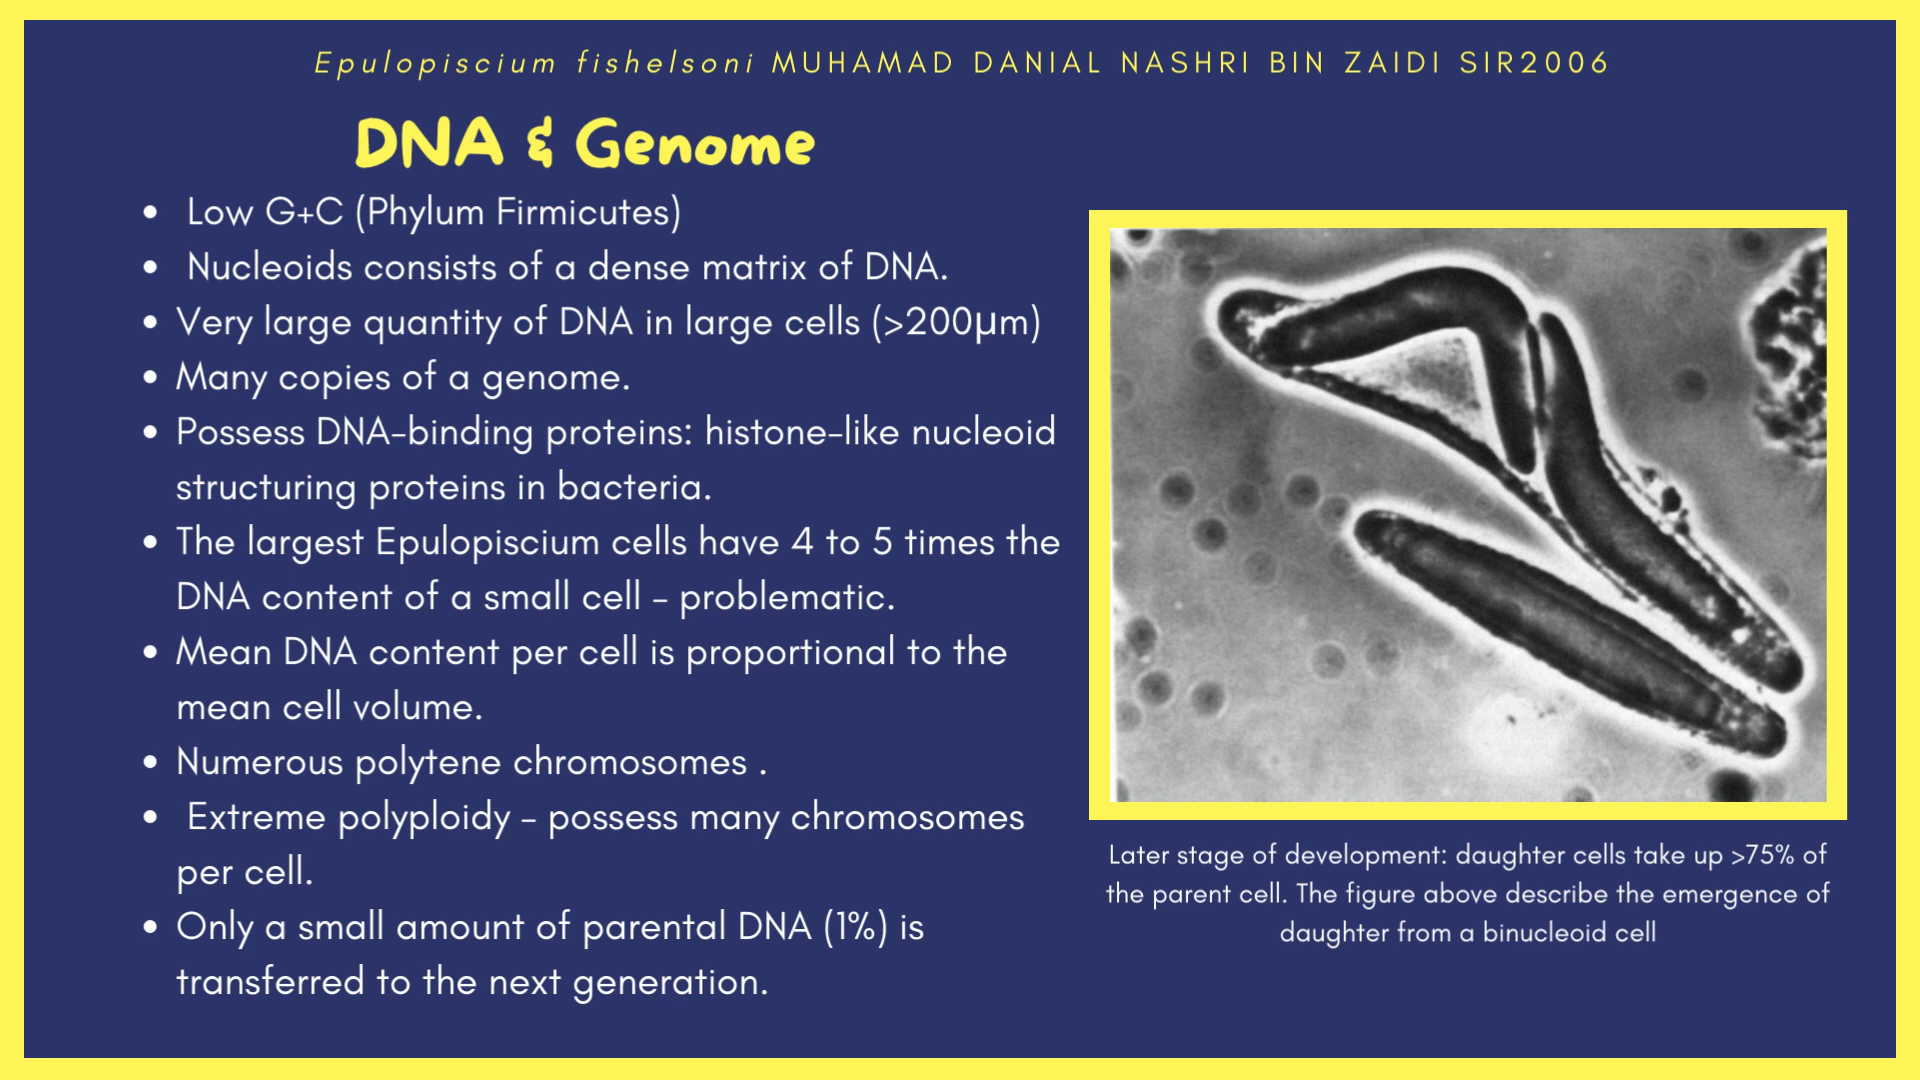 Epulopiscium fishelsoni MUHAMAD DANIAL NASHRI BIN ZAIDI SIR2006
DNA & Genome
• Low G+C (Phylum Firmicutes)
• Nucleoids consists of a dense matrix of DNA.
• Very large quantity of DNA in large cells (>200µm)
• Many copies of a genome.
• Possess DNA-binding proteins: histone-like nucleoid
structuring proteins in bacteria.
• The largest Epulopiscium cells have 4 to 5 times the
DNA content of a small cell - problematic.
• Mean DNA content per cell is proportional to the
mean cell volume.
• Numerous polytene chromosomes .
• Extreme polyploidy - possess many chromosomes
per cell.
• Only a small amount of parental DNA (1%) is
transferred to the next generation.
Later stage of development: daughter cells take up >75% of
the parent cell. The figure above describe the emergence of
daughter from a binucleoid cell